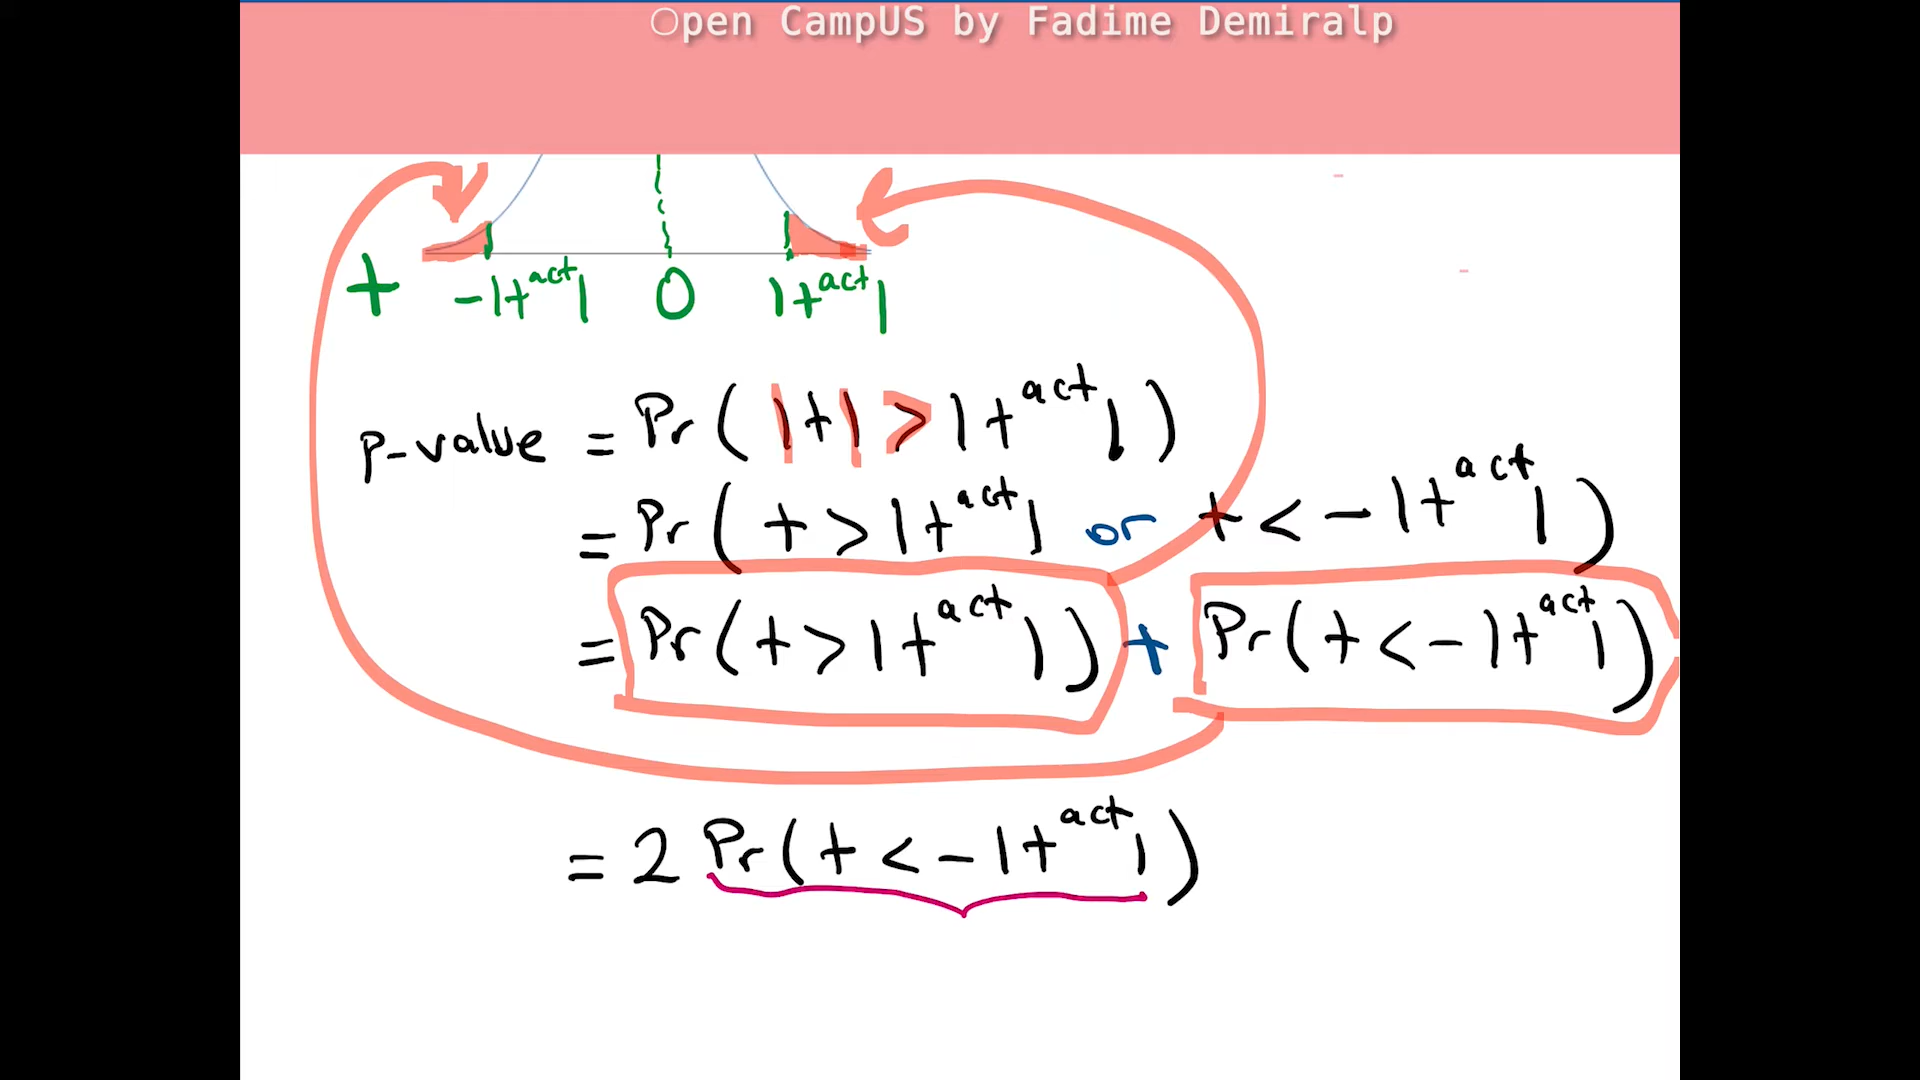 Open CampUS by Fadime Demiralp
t -|t^act| 0 |t^act|
p-value = Pr( |t| > |t^act| )
= Pr( t > |t^act| or t < -|t^act| )
= Pr( t > |t^act| ) + Pr( t < -|t^act| )
= 2 Pr( t < -|t^act| )